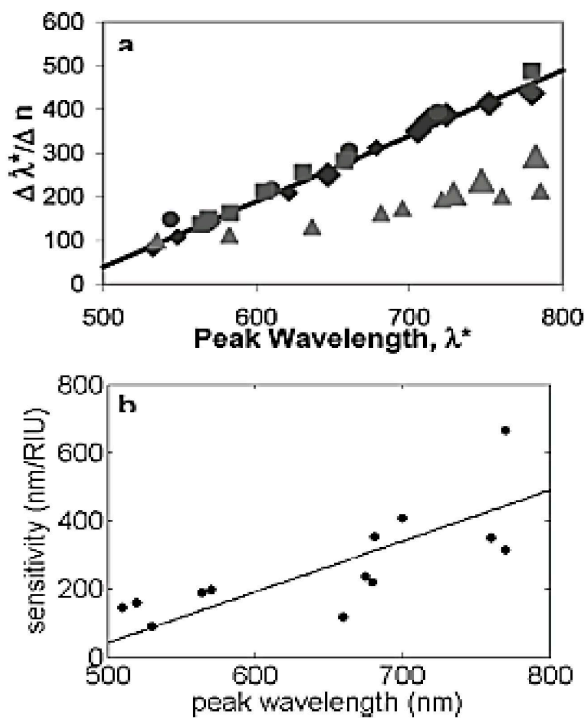 a
600
500
400
300
200
100
0
Δ λ*/Δ n
500 600 700 800
Peak Wavelength, λ*
b
800
600
400
200
0
sensitivity (nm/RIU)
500 600 700 800
peak wavelength (nm)